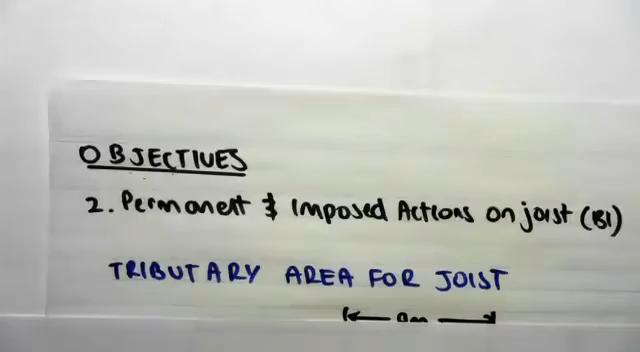 OBJECTIVES
2. Permanent & Imposed Actions on joist (B1)
TRIBUTARY AREA FOR JOIST